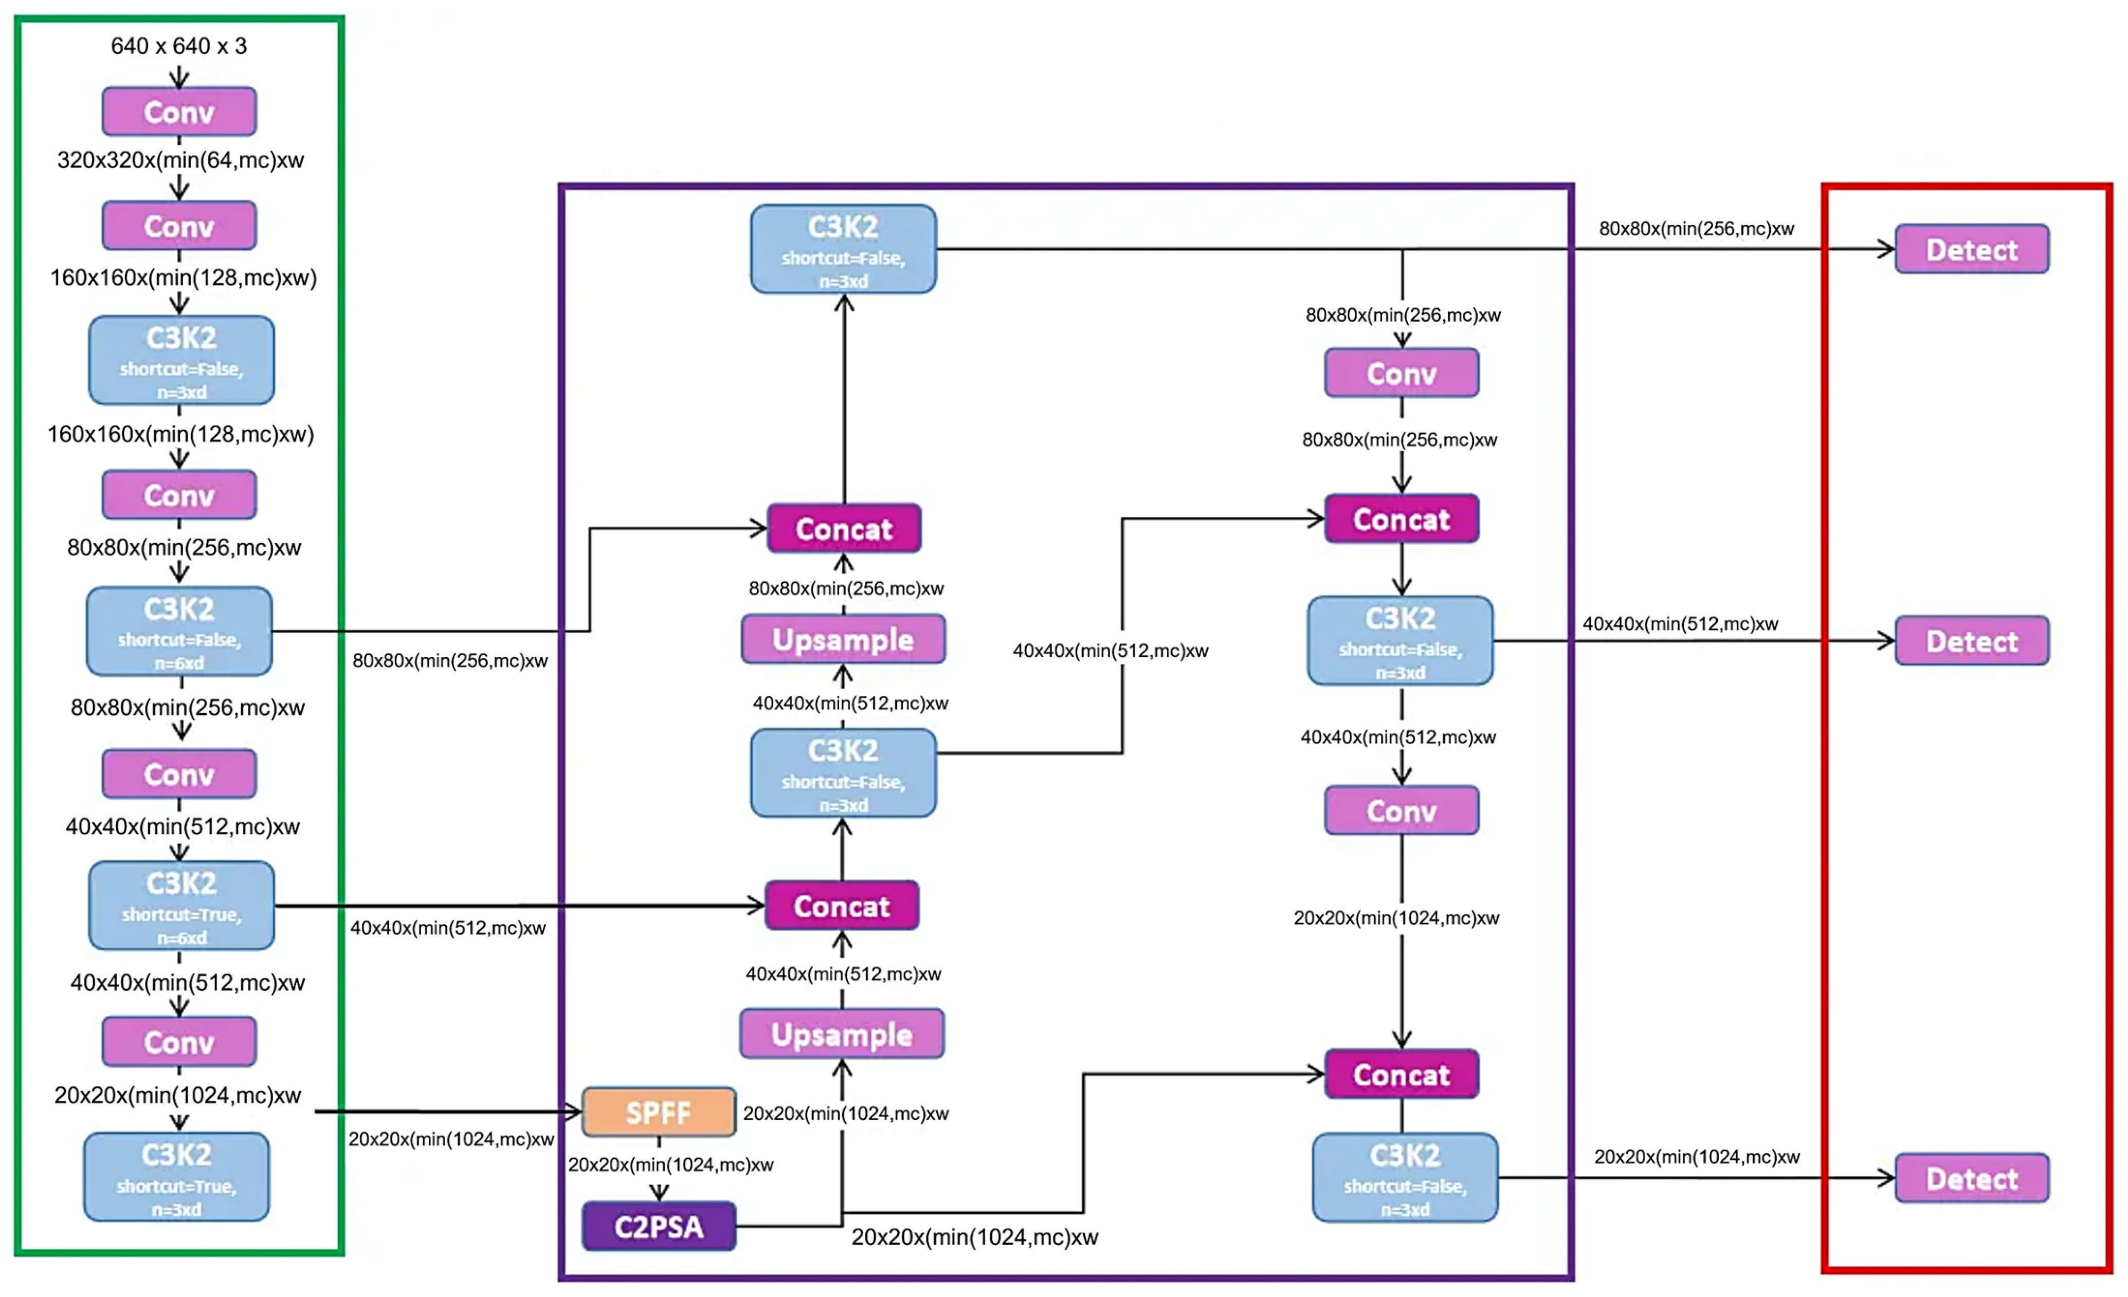 640 x 640 x 3
Conv
320x320x(min(64,mc)xw
Conv
160x160x(min(128,mc)xw)
C3K2
shortcut=False,
n=3xd
160x160x(min(128,mc)xw)
Conv
80x80x(min(256,mc)xw
C3K2
shortcut=False,
n=6xd
80x80x(min(256,mc)xw
Conv
40x40x(min(512,mc)xw
C3K2
shortcut=True,
n=6xd
40x40x(min(512,mc)xw
Conv
20x20x(min(1024,mc)xw
C3K2
shortcut=True,
n=3xd
80x80x(min(256,mc)xw
40x40x(min(512,mc)xw
20x20x(min(1024,mc)xw
C3K2
shortcut=False,
n=3xd
Concat
80x80x(min(256,mc)xw
Upsample
40x40x(min(512,mc)xw
C3K2
shortcut=False,
n=3xd
Concat
40x40x(min(512,mc)xw
Upsample
SPFF
20x20x(min(1024,mc)xw
20x20x(min(1024,mc)xw
C2PSA
20x20x(min(1024,mc)xw
40x40x(min(512,mc)xw
80x80x(min(256,mc)xw
Conv
80x80x(min(256,mc)xw
Concat
C3K2
shortcut=False,
n=3xd
40x40x(min(512,mc)xw
Conv
20x20x(min(1024,mc)xw
Concat
C3K2
shortcut=False,
n=3xd
80x80x(min(256,mc)xw
Detect
40x40x(min(512,mc)xw
Detect
20x20x(min(1024,mc)xw
Detect